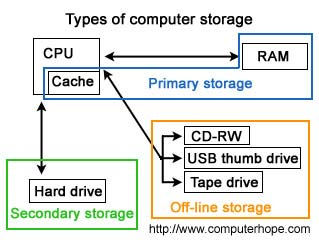 Types of computer storage
CPU
RAM
Cache
Primary storage
CD-RW
USB thumb drive
Hard drive
Tape drive
Secondary storage
Off-line storage
http://www.computerhope.com